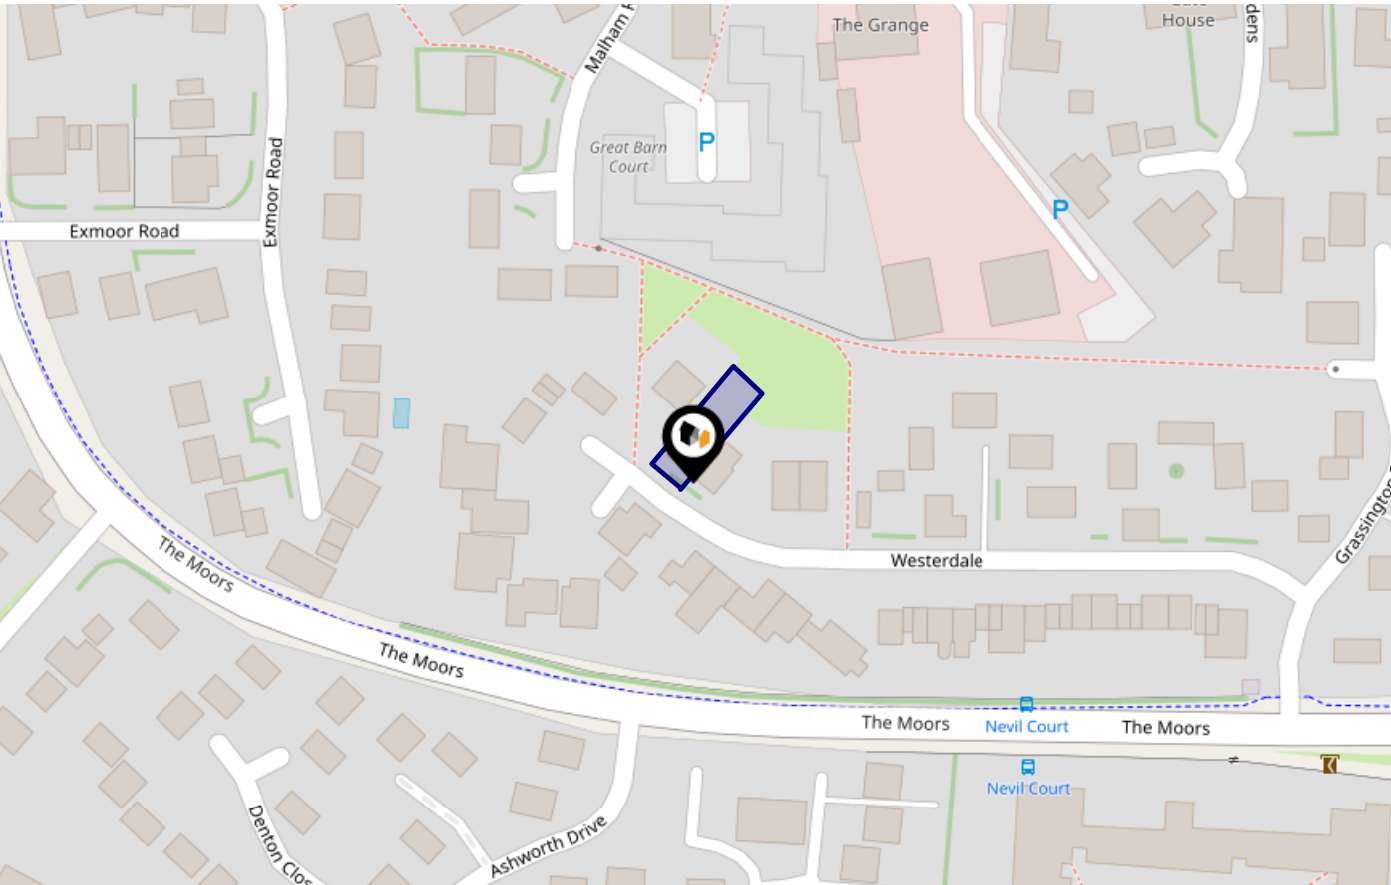 The Grange
House
Malham R
dens
Great Barn
Court
P
P
Exmoor Road
Exmoor Road
The Moors
Westerdale
Grassington
The Moors
The Moors
Nevil Court
The Moors
Nevil Court
Denton Clos
Ashworth Drive